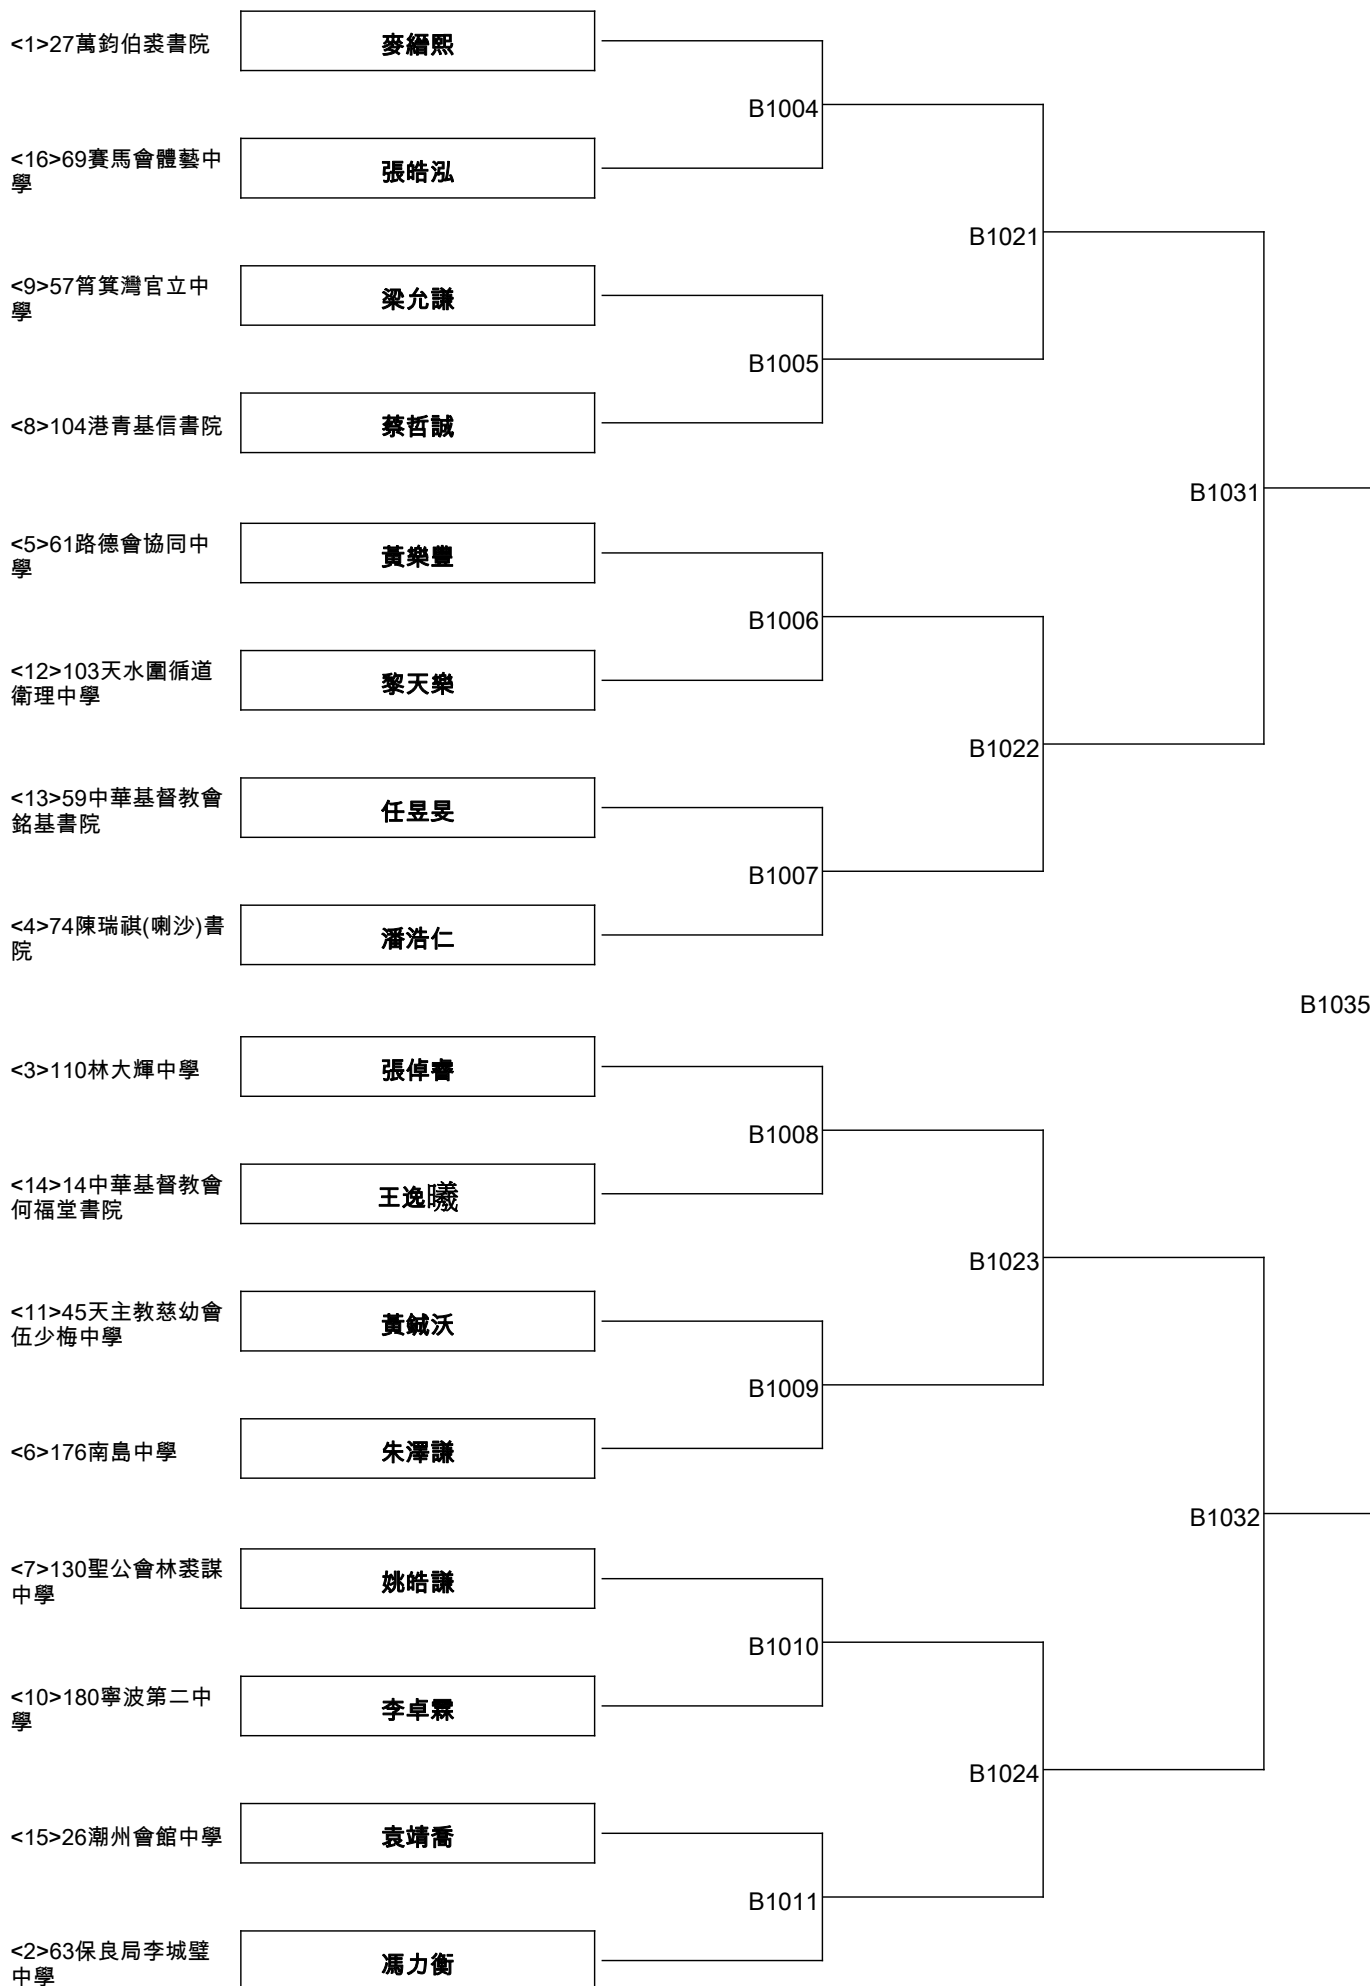 <1>27萬鈞伯裘書院
麥縉熙
B1004
<16>69賽馬會體藝中
學
張皓泓
B1021
<9>57筲箕灣官立中
學
梁允謙
B1005
<8>104港青基信書院
蔡哲誠
B1031
<5>61路德會協同中
學
黃樂豐
B1006
<12>103天水圍循道
衛理中學
黎天樂
B1022
<13>59中華基督教會
銘基書院
任昱旻
B1007
<4>74陳瑞祺(喇沙)書
院
潘浩仁
B1035
<3>110林大輝中學
張倬睿
B1008
<14>14中華基督教會
何福堂書院
王逸曦
B1023
<11>45天主教慈幼會
伍少梅中學
黃鋮沃
B1009
<6>176南島中學
朱澤謙
B1032
<7>130聖公會林裘謀
中學
姚皓謙
B1010
<10>180寧波第二中
學
李卓霖
B1024
<15>26潮州會館中學
袁靖喬
B1011
<2>63保良局李城璧
中學
馮力衡